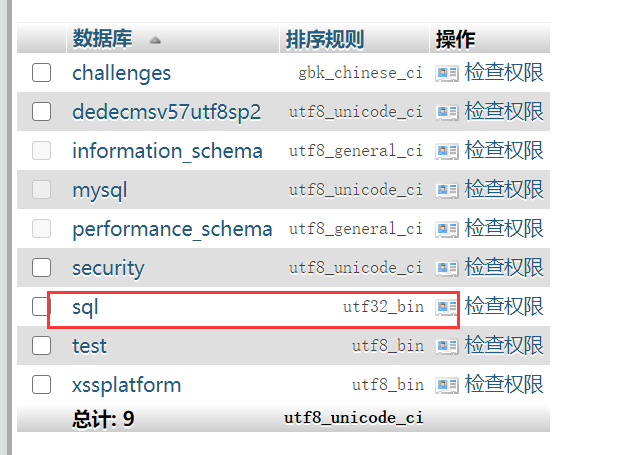 数据库 排序规则 操作
challenges gbk_chinese_ci 检查权限
dedecmsv57utf8sp2 utf8_unicode_ci 检查权限
information_schema utf8_general_ci 检查权限
mysql utf8_unicode_ci 检查权限
performance_schema utf8_general_ci 检查权限
security utf8_unicode_ci 检查权限
sql utf32_bin 检查权限
test utf8_bin 检查权限
xssplatform utf8_bin 检查权限
总计: 9 utf8_unicode_ci